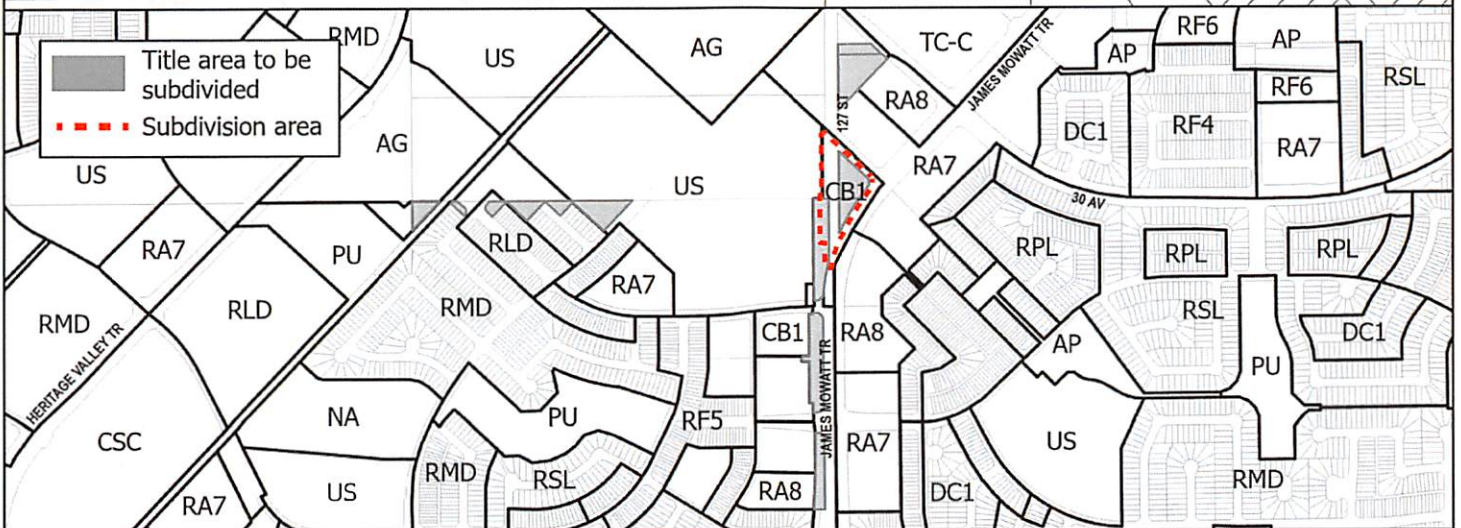 Title area to be
subdivided
Subdivision area
RMD
US
AG
TC-C
JAMES MOWATT TR
AP
RF6
AP
RSL
RF6
127 ST
RA8
DC1
RF4
RA7
AG
US
US
RA7
CB1
30 AV
RA7
PU
RLD
RPL
RPL
RPL
RA7
RMD
RLD
RMD
RSL
HERITAGE VALLEY TR
CB1
RA8
AP
DC1
PU
JAMES MOWATT TR
NA
PU
RF5
CSC
RA7
US
RMD
RSL
RMD
US
RA8
DC1
RA7